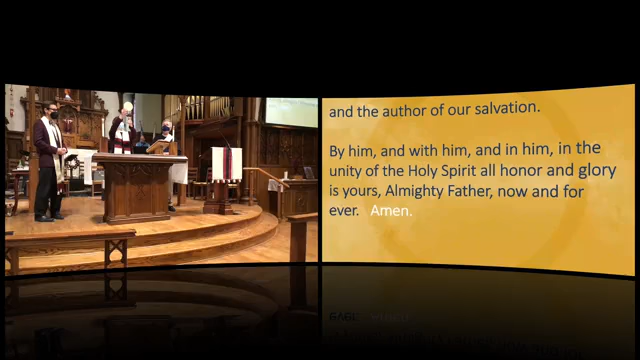 and the author of our salvation.
By him, and with him, and in him, in the
unity of the Holy Spirit all honor and glory
is yours, Almighty Father, now and for
ever. Amen.